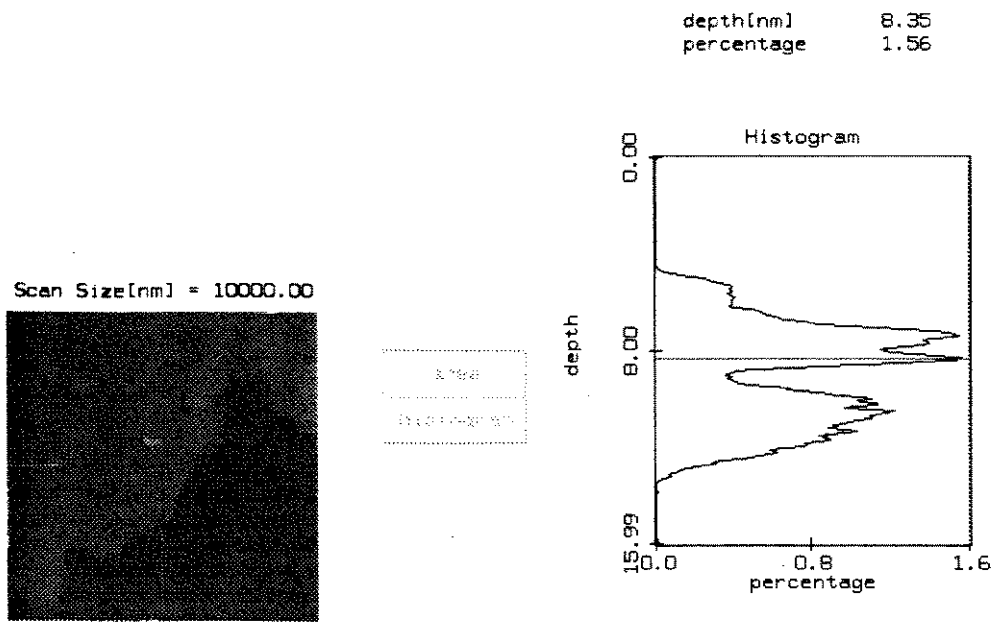 depth[nm] 8.35
percentage 1.56
Histogram
0.00
8.00
15.99
depth
0.0 0.8 1.6
percentage
Scan Size[nm] = 10000.00